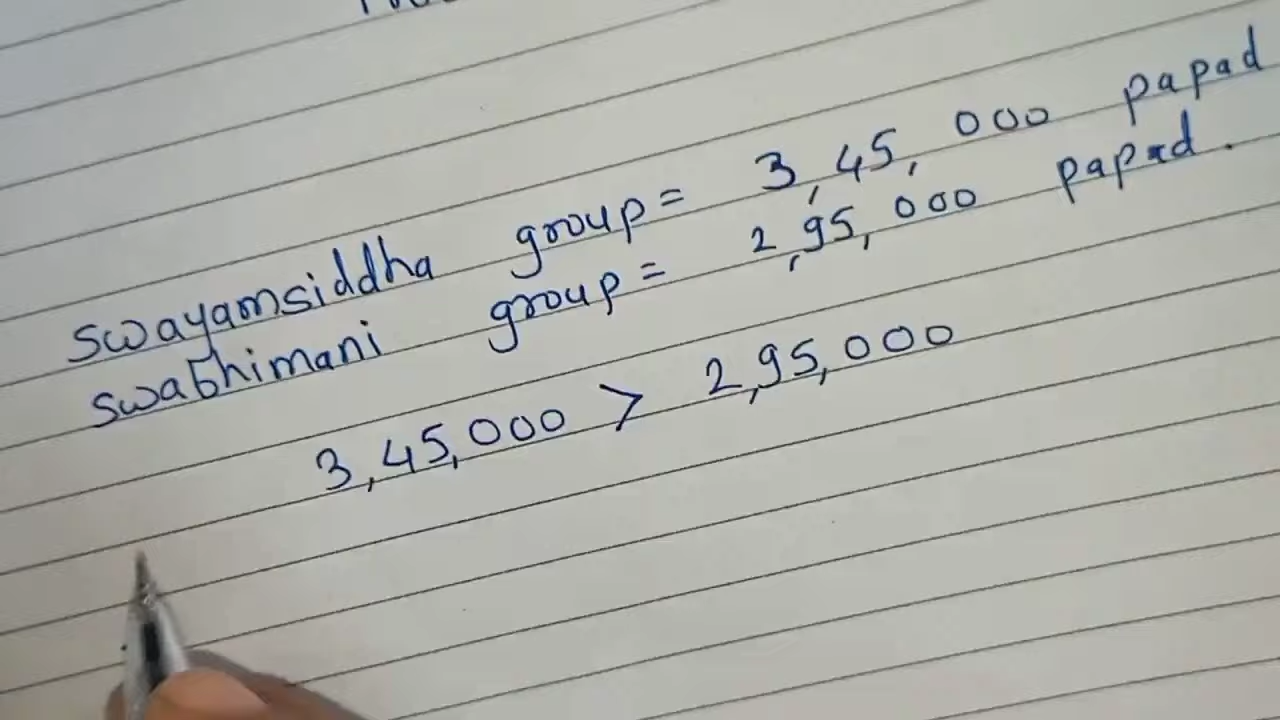 swayamsiddha group = 3,45,000 papad
swabhimani group = 2,95,000 papad.
3,45,000 > 2,95,000